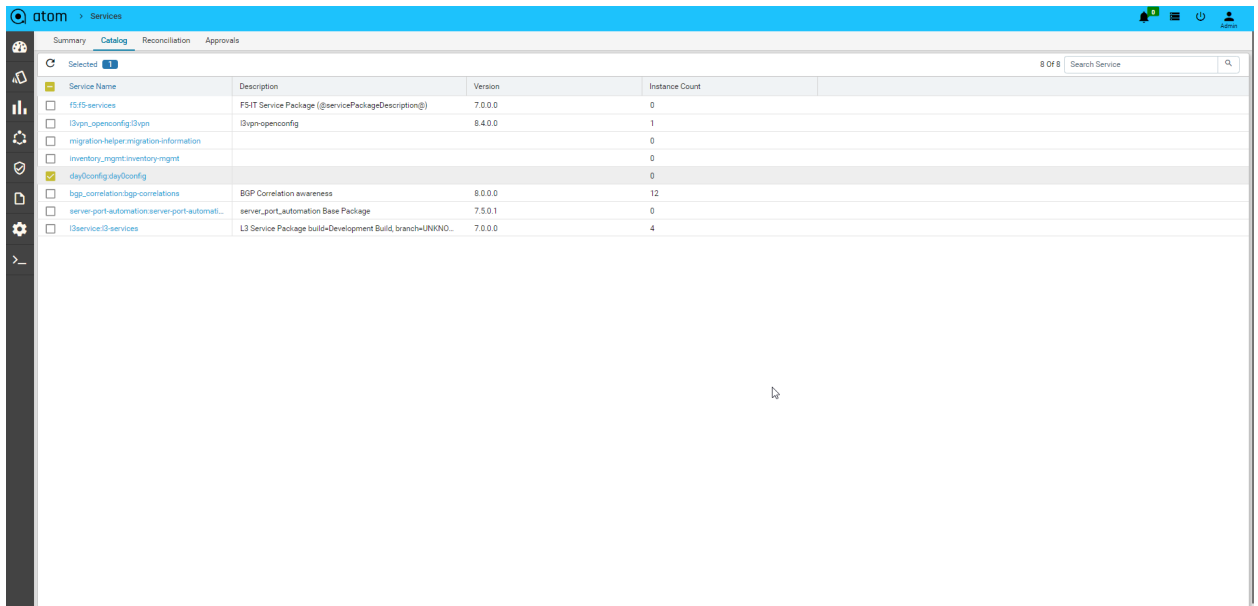 atom > Services
0
Admin
Summary Catalog Reconciliation Approvals
Selected 1 8 Of 8 Search Service
Service Name Description Version Instance Count
f5:f5-services F5-IT Service Package (@servicePackageDescription@) 7.0.0.0 0
l3vpn_openconfig:l3vpn l3vpn-openconfig 8.4.0.0 1
migration-helper:migration-information 0
inventory_mgmt:inventory-mgmt 0
day0config:day0config 0
bgp_correlation:bgp-correlations BGP Correlation awareness 8.0.0.0 12
server-port-automation:server-port-automati... server_port_automation Base Package 7.5.0.1 0
l3service:l3-services L3 Service Package build=Development Build, branch=UNKNO... 7.0.0.0 4